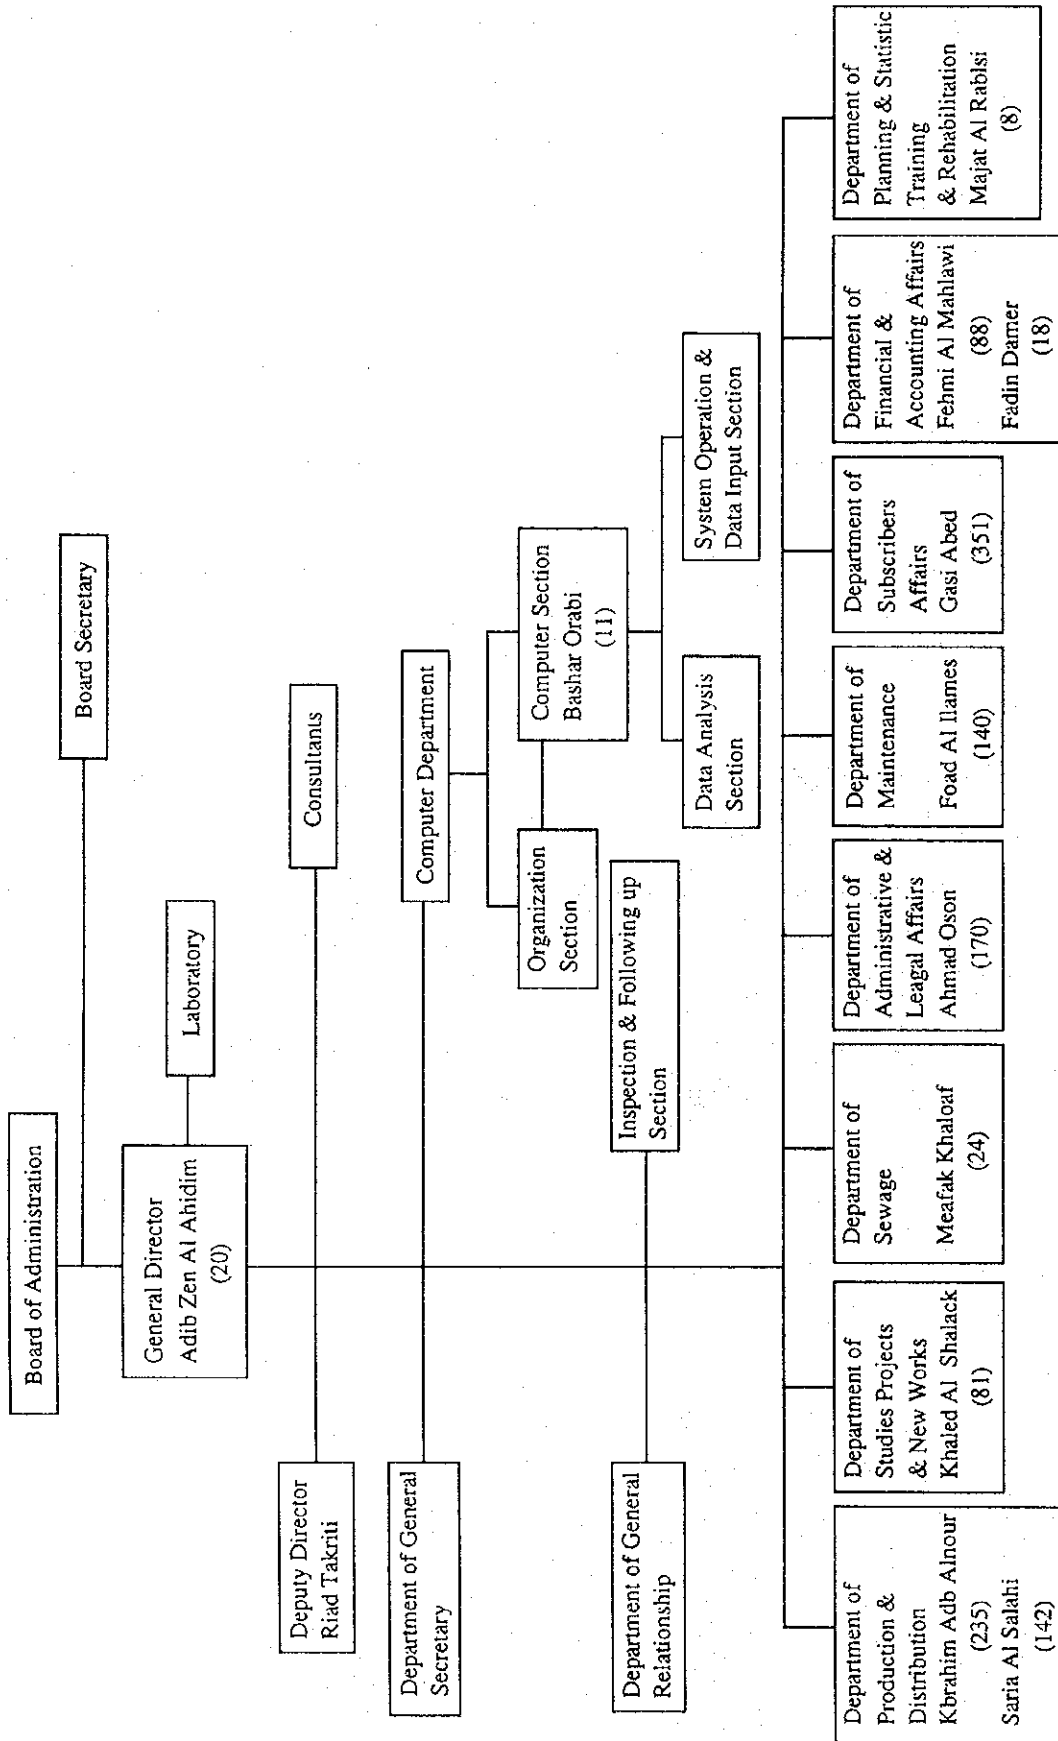 Board of Administration
Board Secretary
General Director
Adib Zen Al Ahidim
(20)
Laboratory
Deputy Director
Riad Takriti
Consultants
Department of General
Secretary
Computer Department
Organization
Section
Computer Section
Bashar Orabi
(11)
Department of General
Relationship
Inspection & Following up
Section
Data Analysis
Section
System Operation &
Data Input Section
Department of
Production &
Distribution
Kbrahim Adb Alnour
(235)
Saria Al Salahi
(142)
Department of
Studies Projects
& New Works
Khaled Al Shalack
(81)
Department of
Sewage
Meafak Khaloaf
(24)
Department of
Administrative &
Leagal Affairs
Ahmad Oson
(170)
Department of
Maintenance
Foad Al Ilames
(140)
Department of
Subscribers
Affairs
Gasi Abed
(351)
Department of
Financial &
Accounting Affairs
Fehmi Al Mahlawi
(88)
Fadin Damer
(18)
Department of
Planning & Statistic
Training
& Rehabilitation
Majat Al Rablsi
(8)